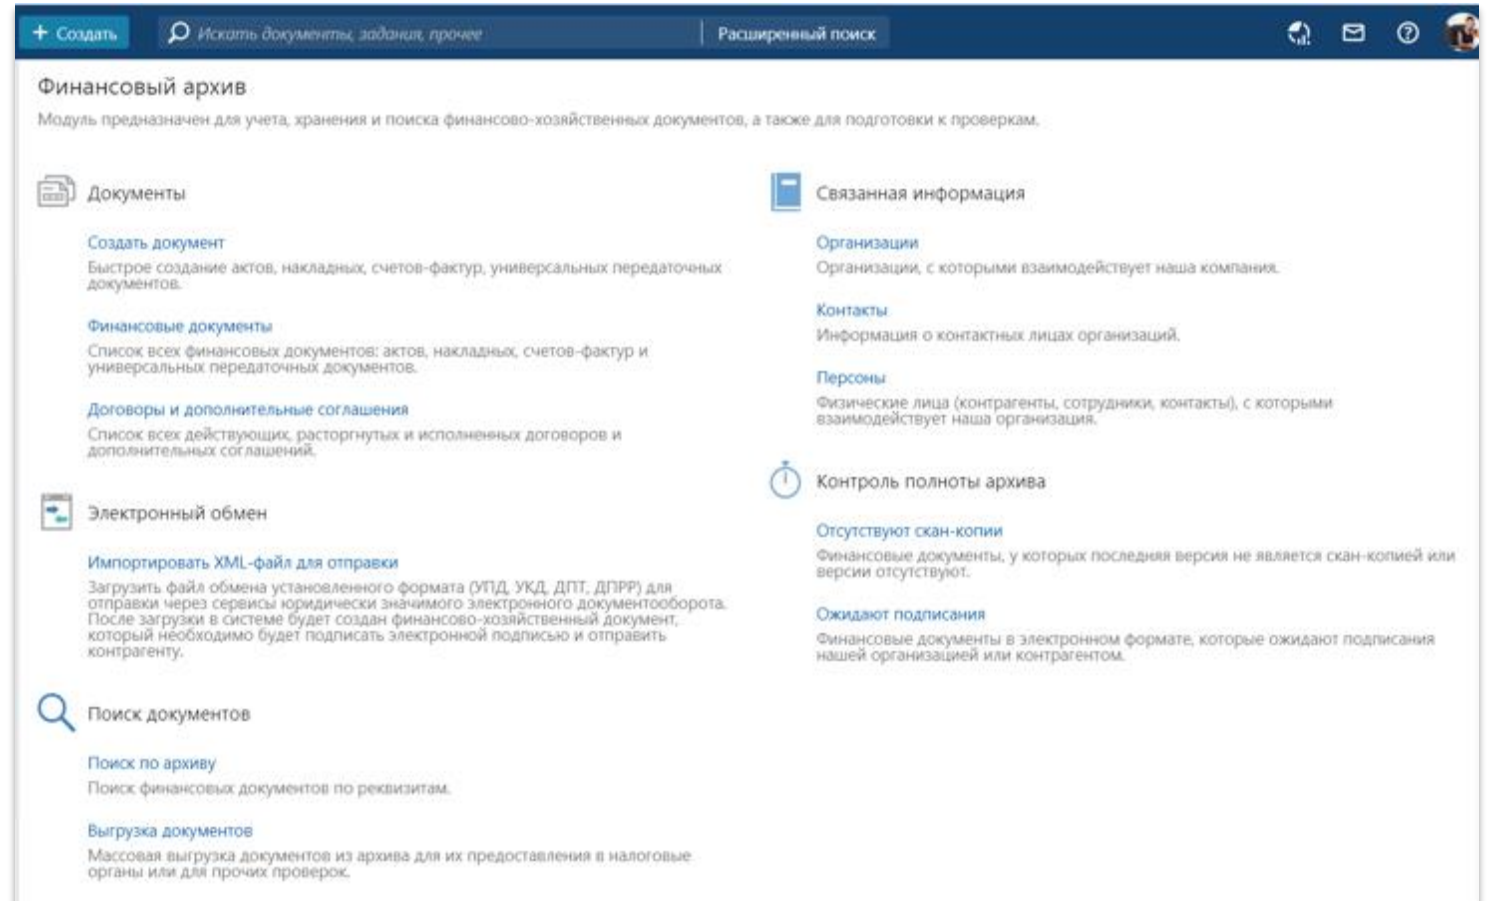 + Создать
Искать документы, задания, прочее
Расширенный поиск
Финансовый архив
Модуль предназначен для учета, хранения и поиска финансово-хозяйственных документов, а также для подготовки к проверкам.
Документы
Создать документ
Быстрое создание актов, накладных, счетов-фактур, универсальных передаточных
документов.
Финансовые документы
Список всех финансовых документов: актов, накладных, счетов-фактур и
универсальных передаточных документов.
Договоры и дополнительные соглашения
Список всех действующих, расторгнутых и исполненных договоров и
дополнительных соглашений.
Электронный обмен
Импортировать XML-файл для отправки
Загрузить файл обмена установленного формата (УПД, УКД, ДПТ, ДПРР) для
отправки через сервисы юридически значимого электронного документооборота.
После загрузки в системе будет создан финансово-хозяйственный документ,
который необходимо будет подписать электронной подписью и отправить
контрагенту.
Поиск документов
Поиск по архиву
Поиск финансовых документов по реквизитам.
Выгрузка документов
Массовая выгрузка документов из архива для их предоставления в налоговые
органы или для прочих проверок.
Связанная информация
Организации
Организации, с которыми взаимодействует наша компания.
Контакты
Информация о контактных лицах организаций.
Персоны
Физические лица (контрагенты, сотрудники, контакты), с которыми
взаимодействует наша организация.
Контроль полноты архива
Отсутствуют скан-копии
Финансовые документы, у которых последняя версия не является скан-копией или
версии отсутствуют.
Ожидают подписания
Финансовые документы в электронном формате, которые ожидают подписания
нашей организацией или контрагентом.